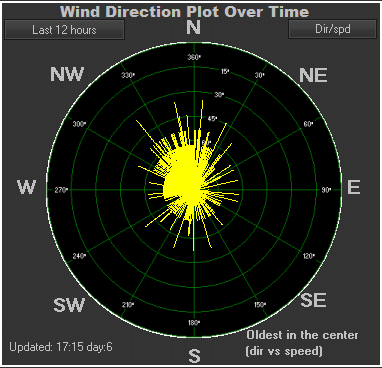 Wind Direction Plot Over Time
Last 12 hours
N
Dir/spd
NW
NE
360°
330°
15°
30°
30°
45°
300°
60°
W
270°
90°
E
240°
120°
SW
210°
180°
150°
SE
S
Updated: 17:15 day:6
Oldest in the center
(dir vs speed)